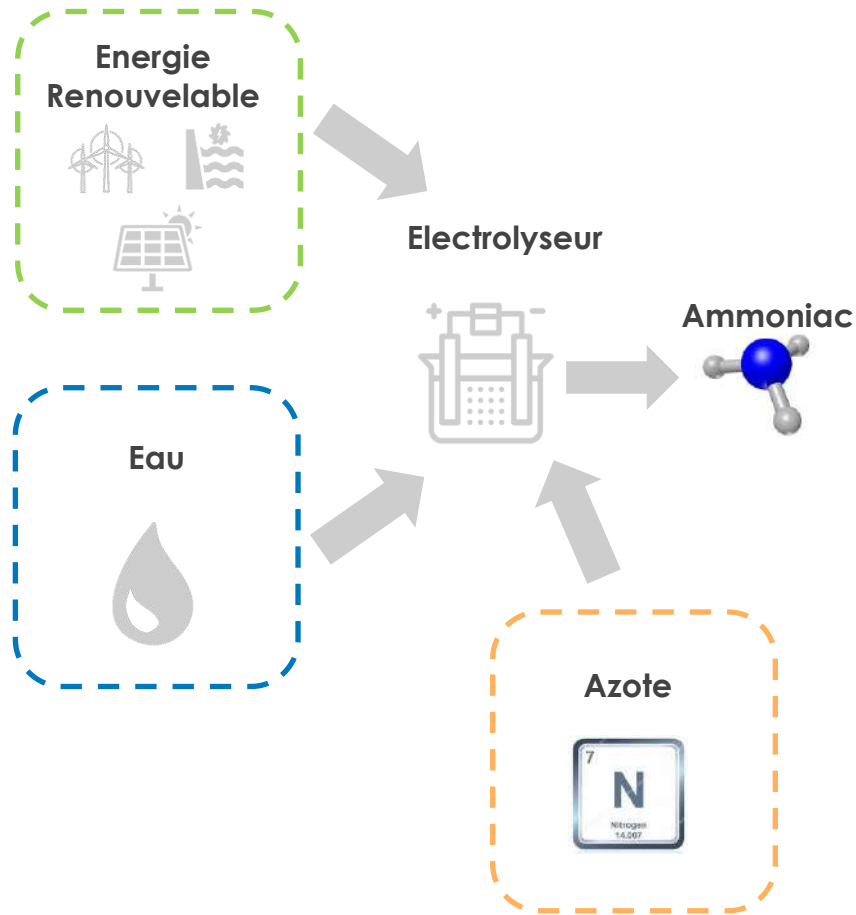 Energie
Renouvelable
Electrolyseur
+ −
Ammoniac
Eau
Azote
7
N
Nitrogen
14.007